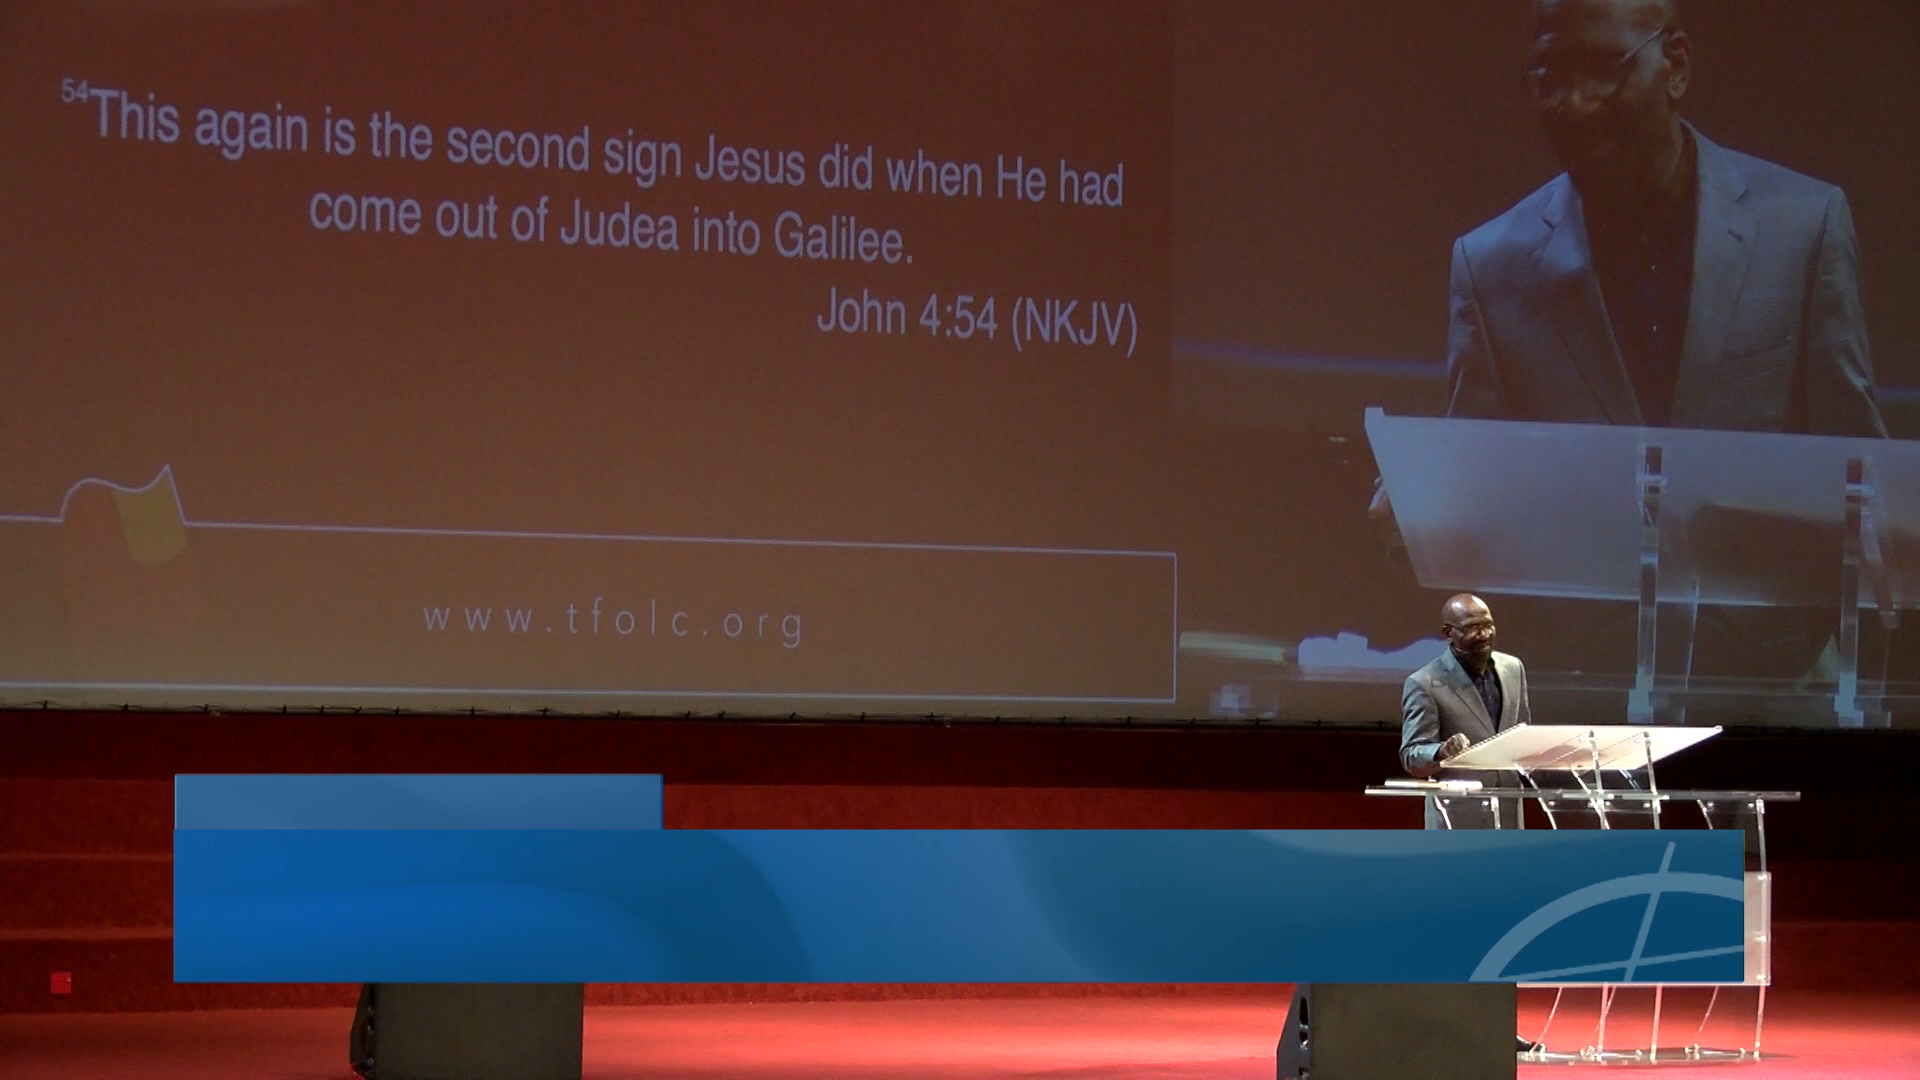 54This again is the second sign Jesus did when He had
come out of Judea into Galilee.
John 4:54 (NKJV)
www.tfolc.org